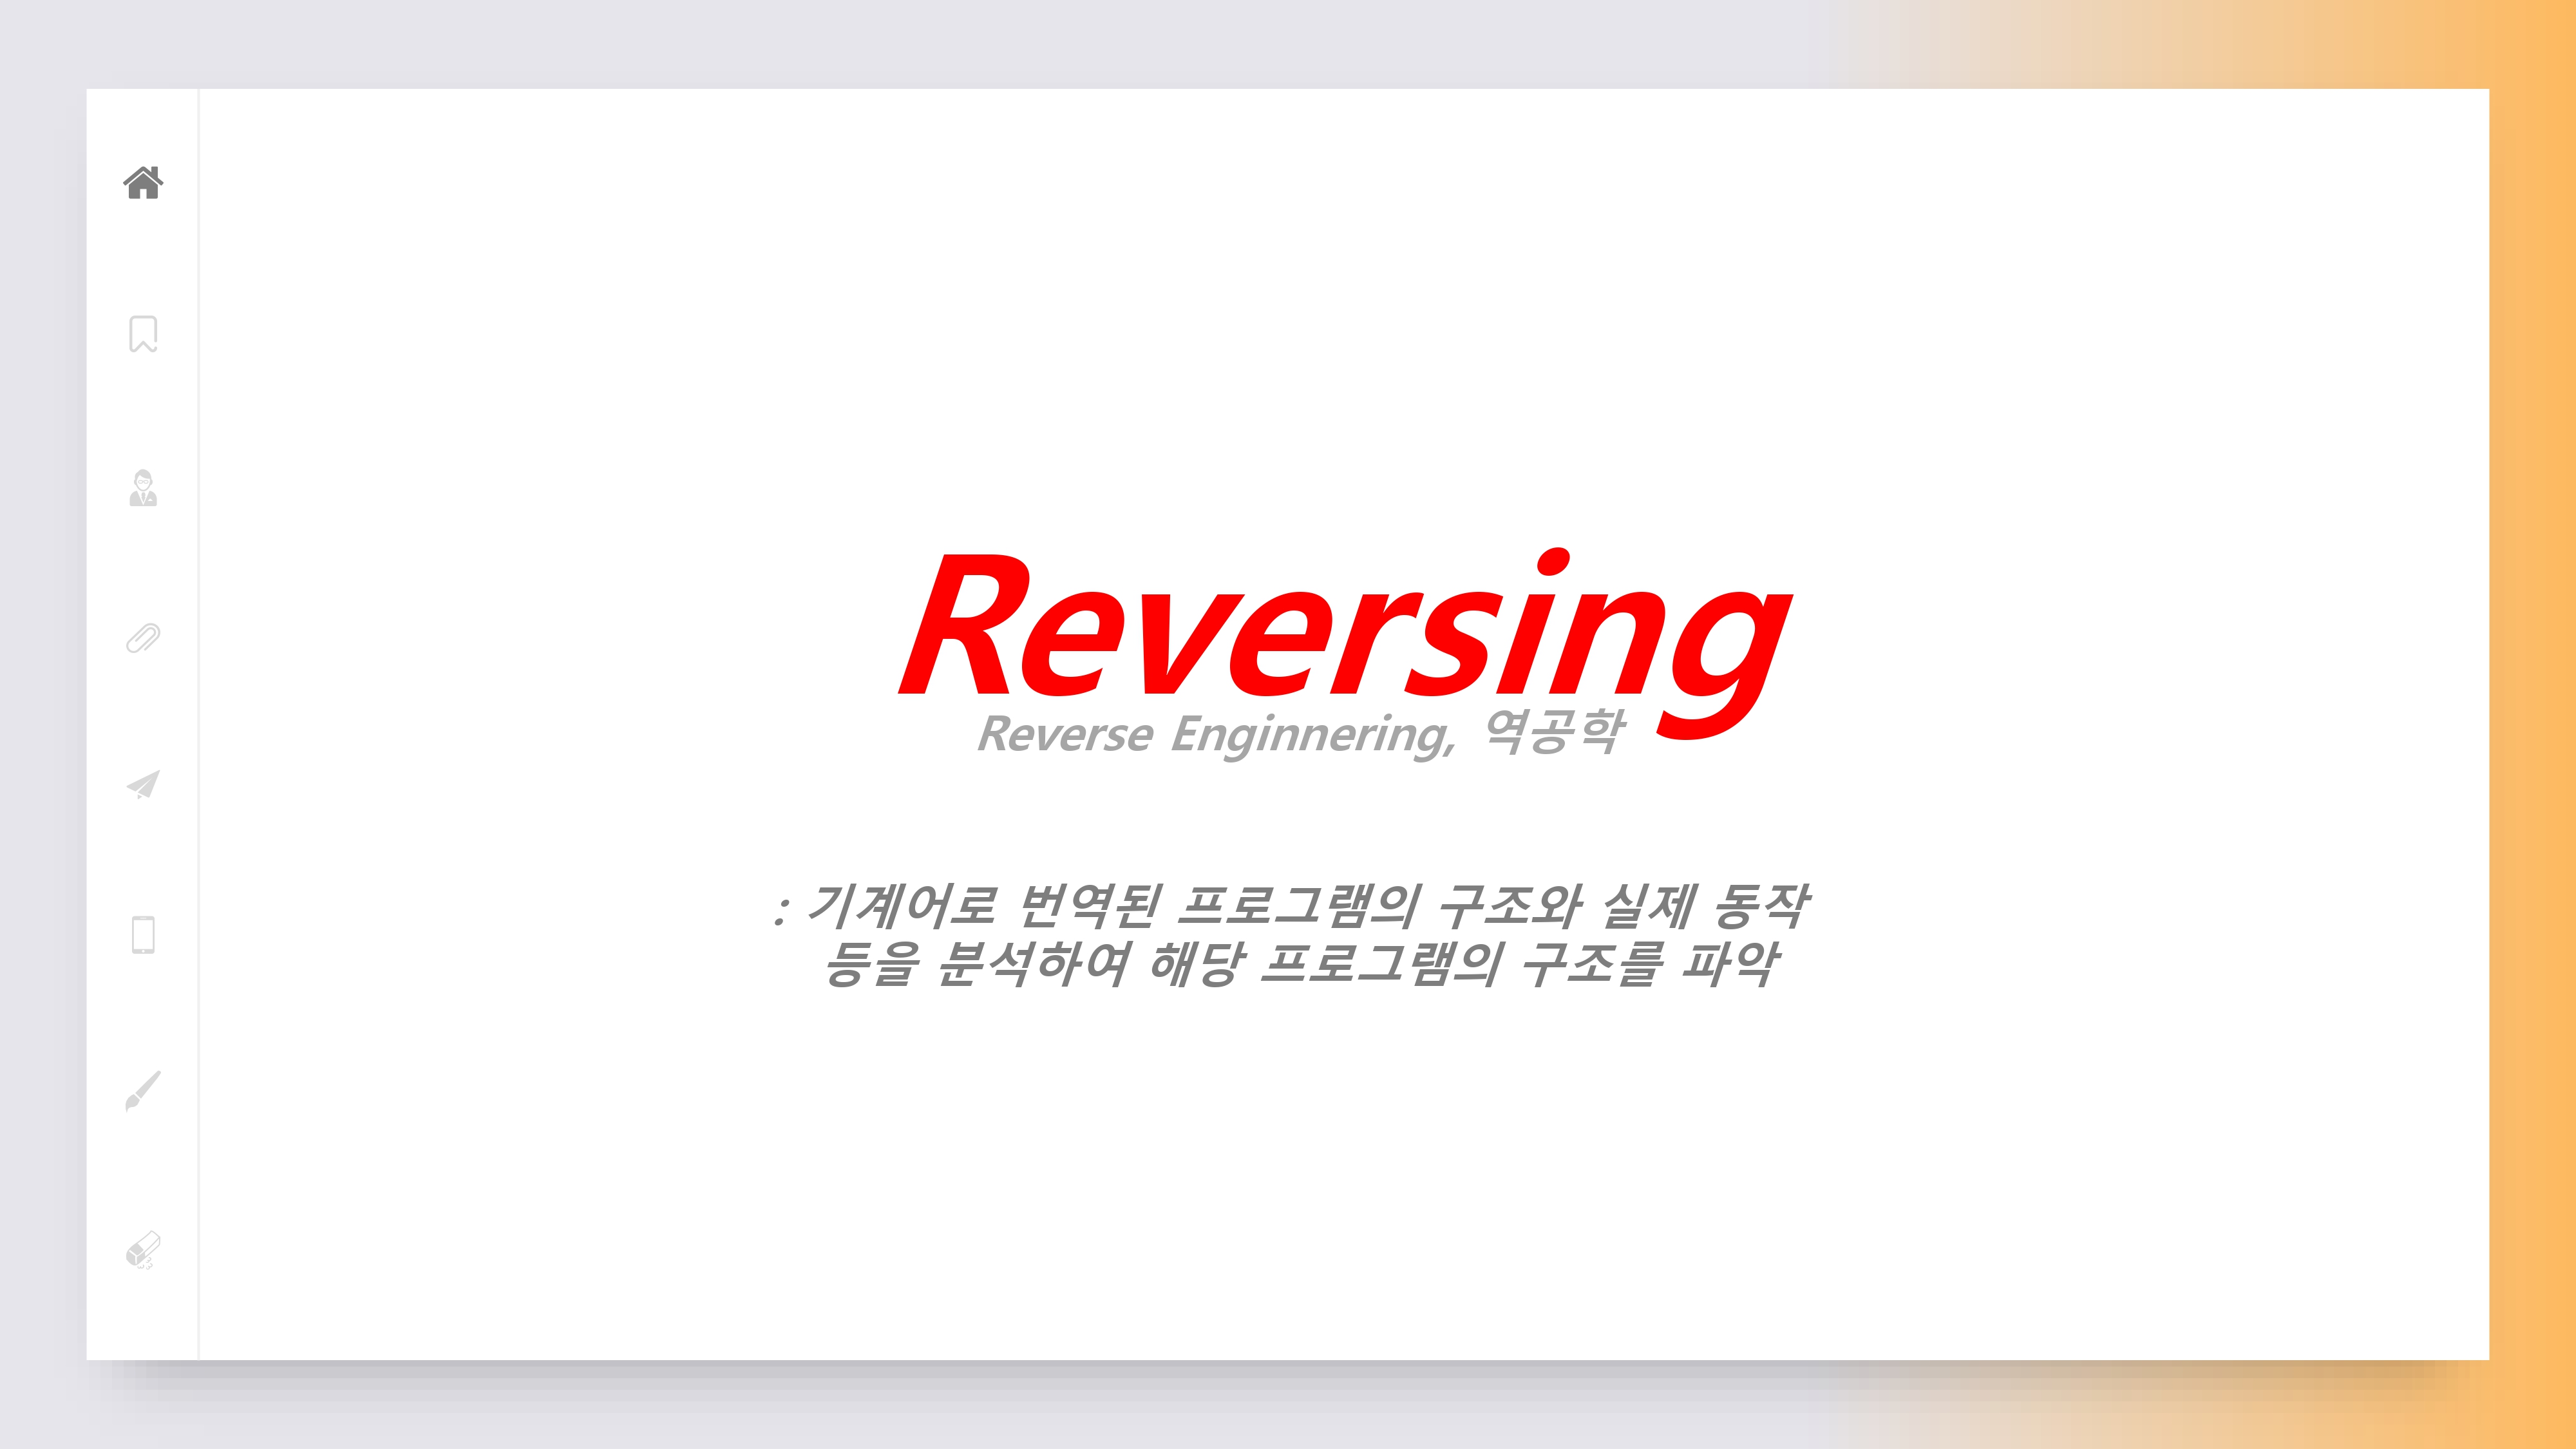 Reversing
Reverse Enginnering, 역공학
: 기계어로 번역된 프로그램의 구조와 실제 동작
등을 분석하여 해당 프로그램의 구조를 파악